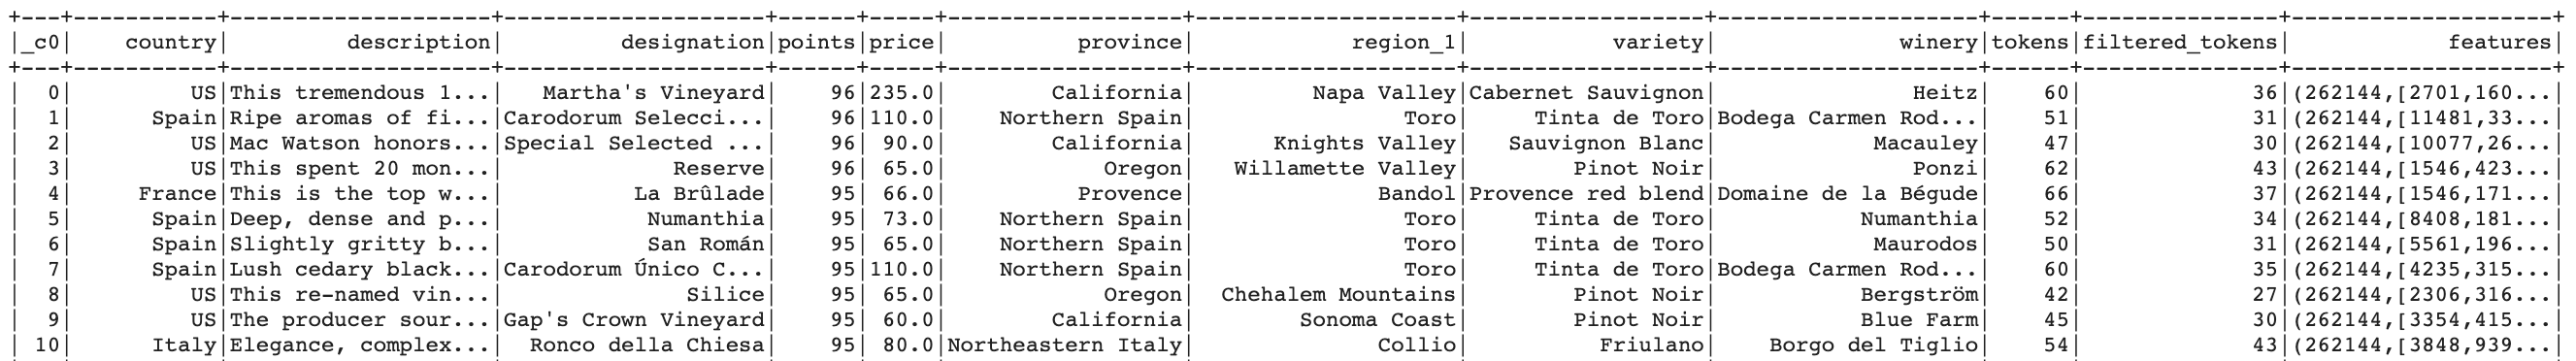 +---+-----------+--------------------+--------------------+------+-----+------------------+-------------------+------------------+--------------------+------+---------------+--------------------+
|_c0|    country|         description|         designation|points|price|          province|           region_1|           variety|              winery|tokens|filtered_tokens|            features|
+---+-----------+--------------------+--------------------+------+-----+------------------+-------------------+------------------+--------------------+------+---------------+--------------------+
|  0|         US|This tremendous 1...|   Martha's Vineyard|    96|235.0|        California|        Napa Valley|Cabernet Sauvignon|               Heitz|    60|             36|(262144,[2701,160...|
|  1|      Spain|Ripe aromas of fi...|Carodorum Selecci...|    96|110.0|    Northern Spain|               Toro|     Tinta de Toro|Bodega Carmen Rod...|    51|             31|(262144,[11481,33...|
|  2|         US|Mac Watson honors...|Special Selected ...|    96| 90.0|        California|     Knights Valley|   Sauvignon Blanc|            Macauley|    47|             30|(262144,[10077,26...|
|  3|         US|This spent 20 mon...|             Reserve|    96| 65.0|            Oregon|  Willamette Valley|        Pinot Noir|               Ponzi|    62|             43|(262144,[1546,423...|
|  4|     France|This is the top w...|          La Brûlade|    95| 66.0|          Provence|             Bandol|Provence red blend|Domaine de la Bégude|    66|             37|(262144,[1546,171...|
|  5|      Spain|Deep, dense and p...|           Numanthia|    95| 73.0|    Northern Spain|               Toro|     Tinta de Toro|           Numanthia|    52|             34|(262144,[8408,181...|
|  6|      Spain|Slightly gritty b...|           San Román|    95| 65.0|    Northern Spain|               Toro|     Tinta de Toro|            Maurodos|    50|             31|(262144,[5561,196...|
|  7|      Spain|Lush cedary black...|Carodorum Único C...|    95|110.0|    Northern Spain|               Toro|     Tinta de Toro|Bodega Carmen Rod...|    60|             35|(262144,[4235,315...|
|  8|         US|This re-named vin...|              Silice|    95| 65.0|            Oregon| Chehalem Mountains|        Pinot Noir|           Bergström|    42|             27|(262144,[2306,316...|
|  9|         US|The producer sour...|Gap's Crown Vineyard|    95| 60.0|        California|       Sonoma Coast|        Pinot Noir|           Blue Farm|    45|             30|(262144,[3354,415...|
| 10|      Italy|Elegance, complex...|  Ronco della Chiesa|    95| 80.0|Northeastern Italy|             Collio|          Friulano|   Borgo del Tiglio|    54|             43|(262144,[3848,939...|